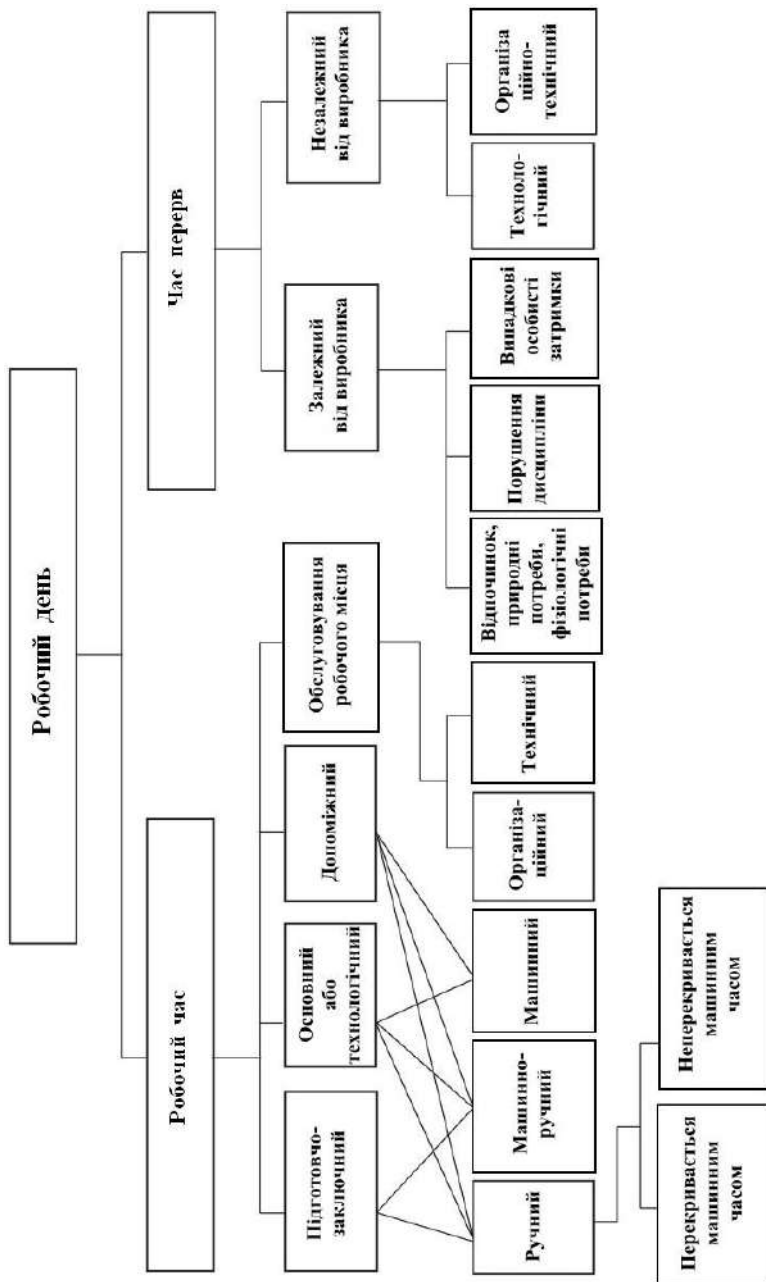 Робочий день
Робочий час
Час перерв
Підготовчо-
заключний
Основний
або
технологічний
Допоміжний
Обслуговування
робочого місця
Залежний
від виробника
Незалежний
від виробника
Ручний
Машинно-
ручний
Машинний
Організа-
ційний
Технічний
Відпочинок,
природні
потреби,
фізіологічні
потреби
Порушення
дисципліни
Випадкові
особисті
затримки
Техноло-
гічний
Організа
ційно-
технічний
Перекривається
машинним
часом
Неперекривається
машинним
часом